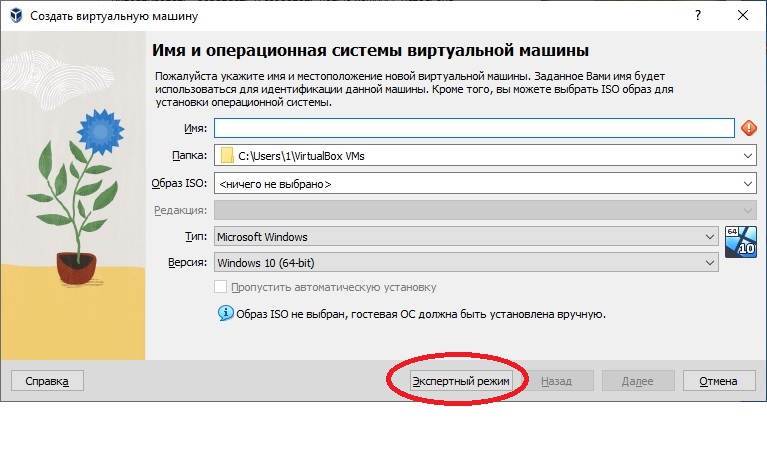 Создать виртуальную машину
Имя и операционная системы виртуальной машины
Пожалуйста укажите имя и местоположение новой виртуальной машины. Заданное Вами имя будет
использоваться для идентификации данной машины. Кроме того, вы можете выбрать ISO образ для
установки операционной системы.
Имя:
Папка: C:\Users\1\VirtualBox VMs
Образ ISO: <ничего не выбрано>
Редакция:
Тип: Microsoft Windows
64
10
Версия: Windows 10 (64-bit)
Пропустить автоматическую установку
Образ ISO не выбран, гостевая ОС должна быть установлена вручную.
Справка Экспертный режим Назад Далее Отмена